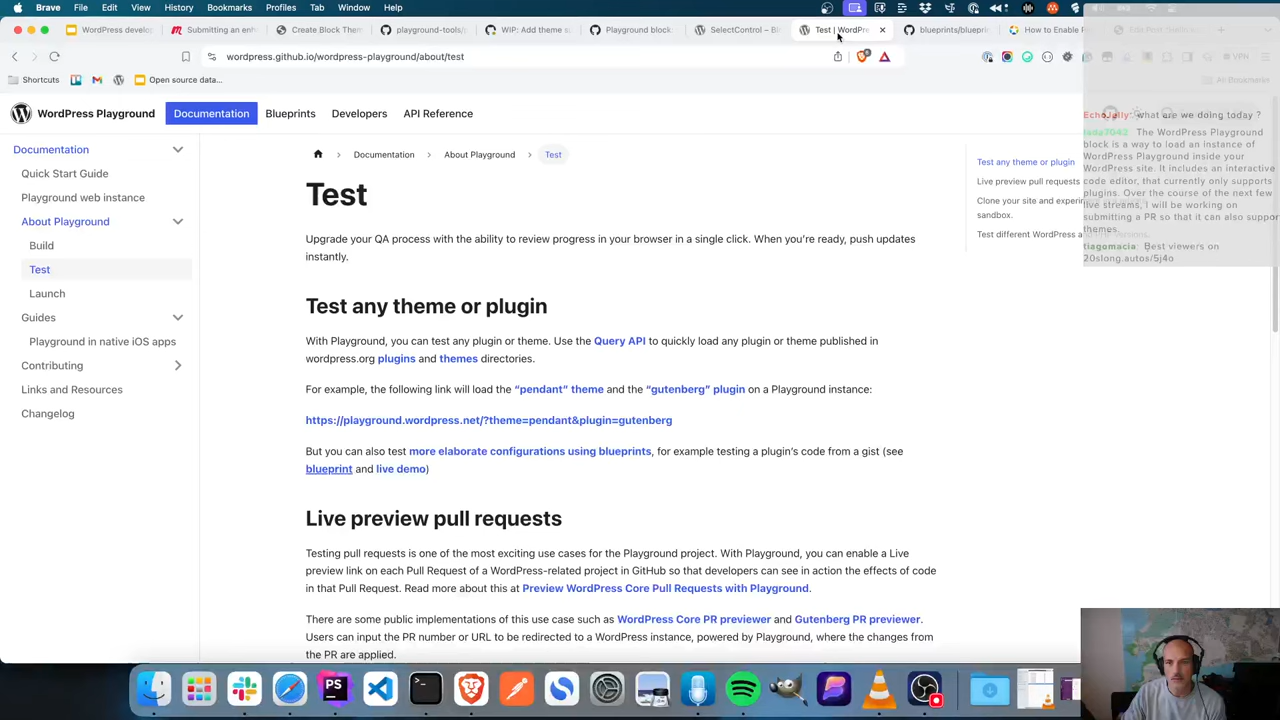 Brave File Edit View History Bookmarks Profiles Tab Window Help
WordPress develo
Submitting an enh
Create Block Them
playground-tools/p
WiP: Add theme s
Playground block:
SelectControl – Bl
Test | WordPre
blueprints/blueprin
How to Enable
wordpress.github.io/wordpress-playground/about/test
VPN
Shortcuts
Open source data...
All Bookmarks
WordPress Playground
Documentation
Blueprints
Developers
API Reference
Documentation
Quick Start Guide
Playground web instance
About Playground
Build
Test
Launch
Guides
Playground in native iOS apps
Contributing
Links and Resources
Changelog
Documentation
About Playground
Test
Test
Upgrade your QA process with the ability to review progress in your browser in a single click. When you're ready, push updates
instantly.
Test any theme or plugin
With Playground, you can test any plugin or theme. Use the Query API to quickly load any plugin or theme published in
wordpress.org plugins and themes directories.
For example, the following link will load the "pendant" theme and the "gutenberg" plugin on a Playground instance:
https://playground.wordpress.net/?theme=pendant&plugin=gutenberg
But you can also test more elaborate configurations using blueprints, for example testing a plugin's code from a gist (see
blueprint and live demo)
Live preview pull requests
Testing pull requests is one of the most exciting use cases for the Playground project. With Playground, you can enable a Live
preview link on each Pull Request of a WordPress-related project in GitHub so that developers can see in action the effects of code
in that Pull Request. Read more about this at Preview WordPress Core Pull Requests with Playground.
There are some public implementations of this use case such as WordPress Core PR previewer and Gutenberg PR previewer.
Users can input the PR number or URL to be redirected to a WordPress instance, powered by Playground, where the changes from
the PR are applied.
Test any theme or plugin
Live preview pull requests
Clone your site and experim
sandbox.
Test different WordPress and
EchoJelly: what are we doing today ?
The WordPress Playground
block is a way to load an instance of
WordPress Playground inside your
WordPress site. It includes an interactive
code editor, that currently only supports
plugins. Over the course of the next few
live streams, I will be working on
submitting a PR so that it can also suppor
themes.
tiagomacia: Best viewers on
20slong.autos/5j4o
PS